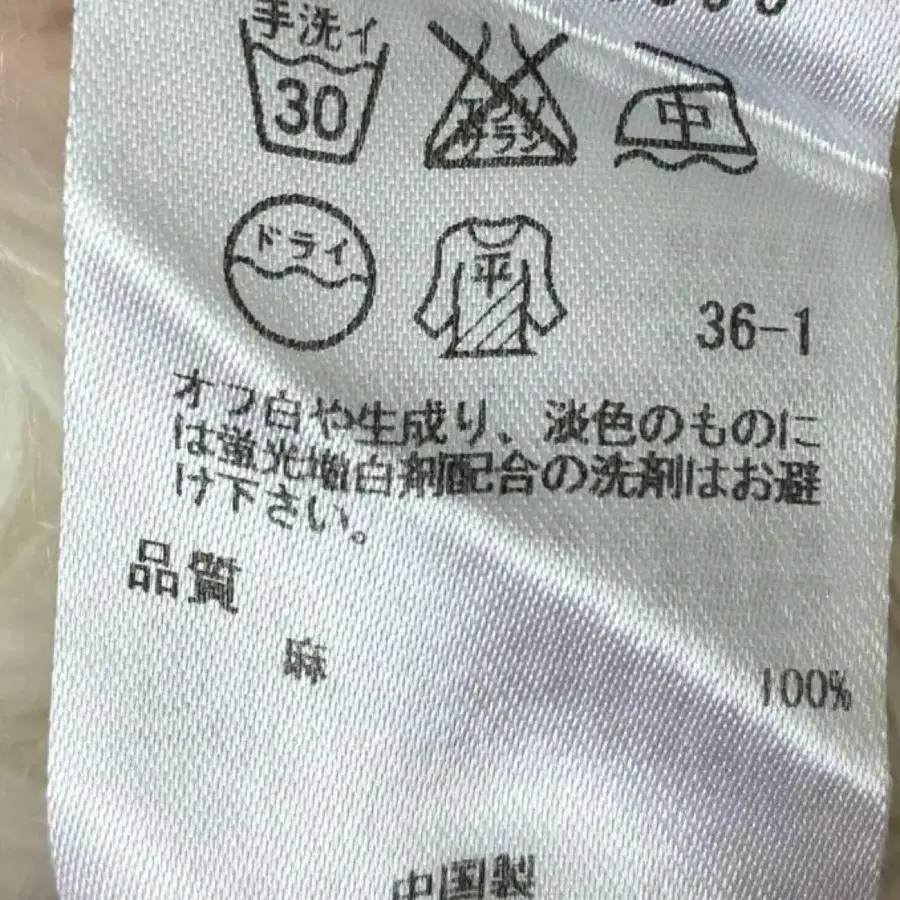 手洗イ
30
エンソ
サラシ
中
ドライ
平
36-1
オフ白や生成り、淡色のものに
は蛍光増白剤配合の洗剤はお避
け下さい。
品質
麻 100%
中国製